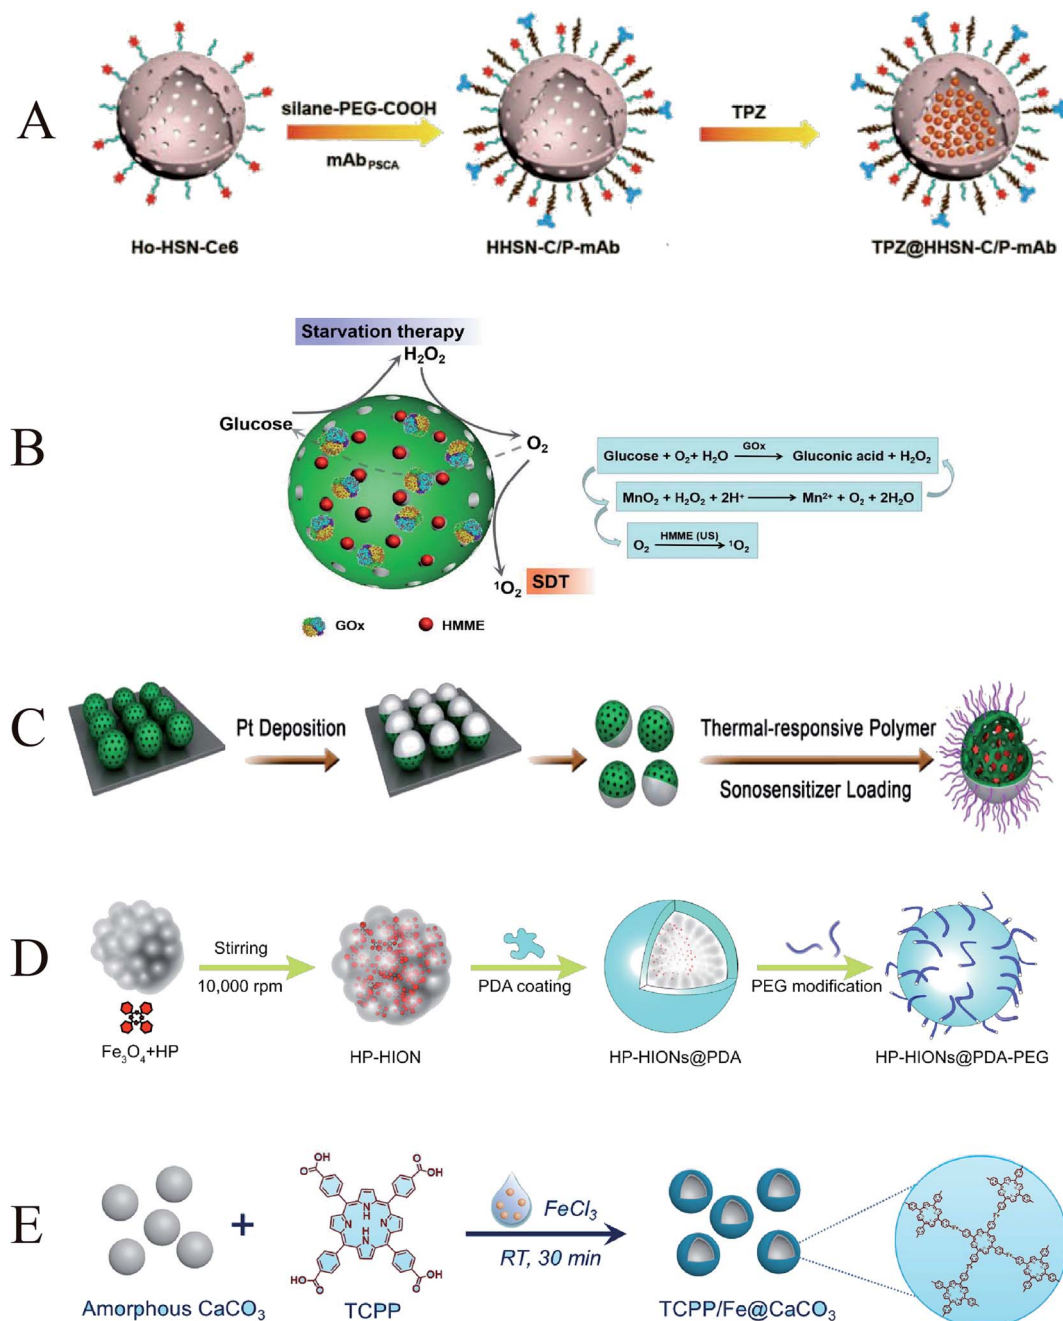 A
silane-PEG-COOH
mAbPSCA
TPZ
Ho-HSN-Ce6
HHSN-C/P-mAb
TPZ@HHSN-C/P-mAb
B
Starvation therapy
H₂O₂
Glucose
O₂
¹O₂
SDT
GOx
HMME
Glucose + O₂+ H₂O GOx → Gluconic acid + H₂O₂
MnO₂ + H₂O₂ + 2H⁺ → Mn²⁺ + O₂ + 2H₂O
O₂ HMME (US) → ¹O₂
C
Pt Deposition
Thermal-responsive Polymer
Sonosensitizer Loading
D
Stirring
10,000 rpm
PDA coating
PEG modification
Fe₃O₄+HP
HP-HION
HP-HIONs@PDA
HP-HIONs@PDA-PEG
E
+
OH
O
OH
O
N
H
N
N
H
N
O
OH
O
OH
FeCl₃
RT, 30 min
Amorphous CaCO₃
TCPP
TCPP/Fe@CaCO₃